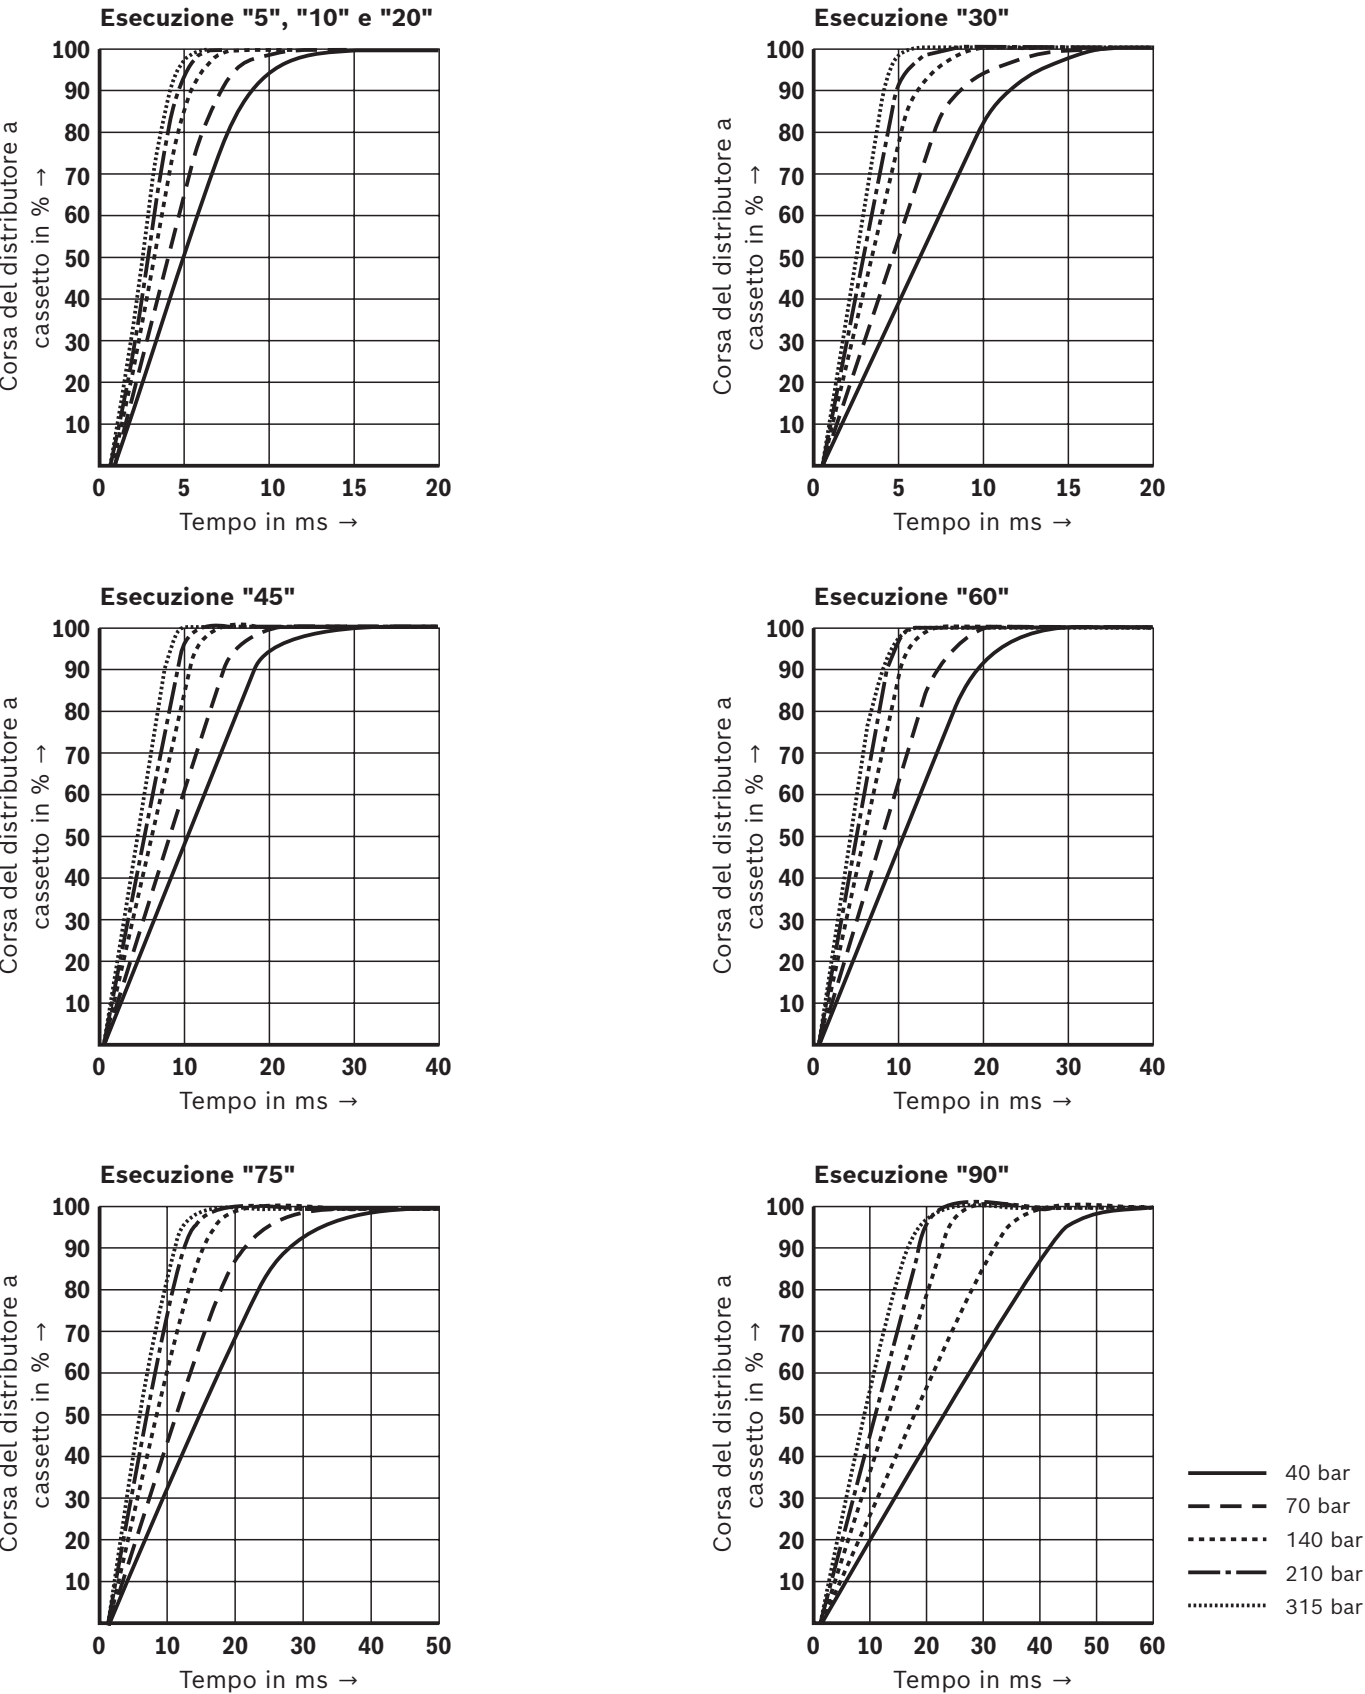 Esecuzione "5", "10" e "20"
Corsa del distributore a
cassetto in % →
100
90
80
70
60
50
40
30
20
10
0 5 10 15 20
Tempo in ms →
Esecuzione "30"
Corsa del distributore a
cassetto in % →
100
90
80
70
60
50
40
30
20
10
0 5 10 15 20
Tempo in ms →
Esecuzione "45"
Corsa del distributore a
cassetto in % →
100
90
80
70
60
50
40
30
20
10
0 10 20 30 40
Tempo in ms →
Esecuzione "60"
Corsa del distributore a
cassetto in % →
100
90
80
70
60
50
40
30
20
10
0 10 20 30 40
Tempo in ms →
Esecuzione "75"
Corsa del distributore a
cassetto in % →
100
90
80
70
60
50
40
30
20
10
0 10 20 30 40 50
Tempo in ms →
Esecuzione "90"
Corsa del distributore a
cassetto in % →
100
90
80
70
60
50
40
30
20
10
0 10 20 30 40 50 60
Tempo in ms →
40 bar
70 bar
140 bar
210 bar
315 bar